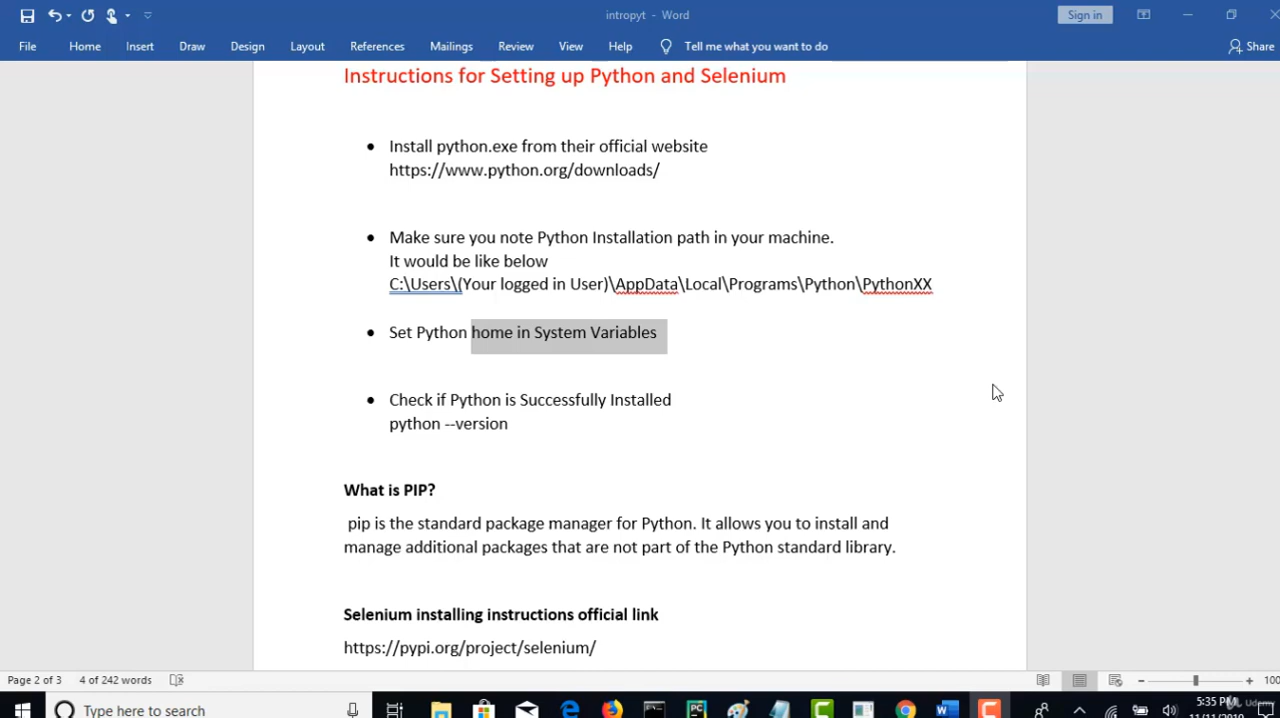 intropyt - Word
Sign in
File Home Insert Draw Design Layout References Mailings Review View Help Tell me what you want to do Share
Instructions for Setting up Python and Selenium
• Install python.exe from their official website
https://www.python.org/downloads/
• Make sure you note Python Installation path in your machine.
It would be like below
C:\Users\(Your logged in User)\AppData\Local\Programs\Python\PythonXX
• Set Python home in System Variables
• Check if Python is Successfully Installed
python --version
What is PIP?
pip is the standard package manager for Python. It allows you to install and
manage additional packages that are not part of the Python standard library.
Selenium installing instructions official link
https://pypi.org/project/selenium/
Page 2 of 3 4 of 242 words 100
Type here to search
5:35 PM
Udemy